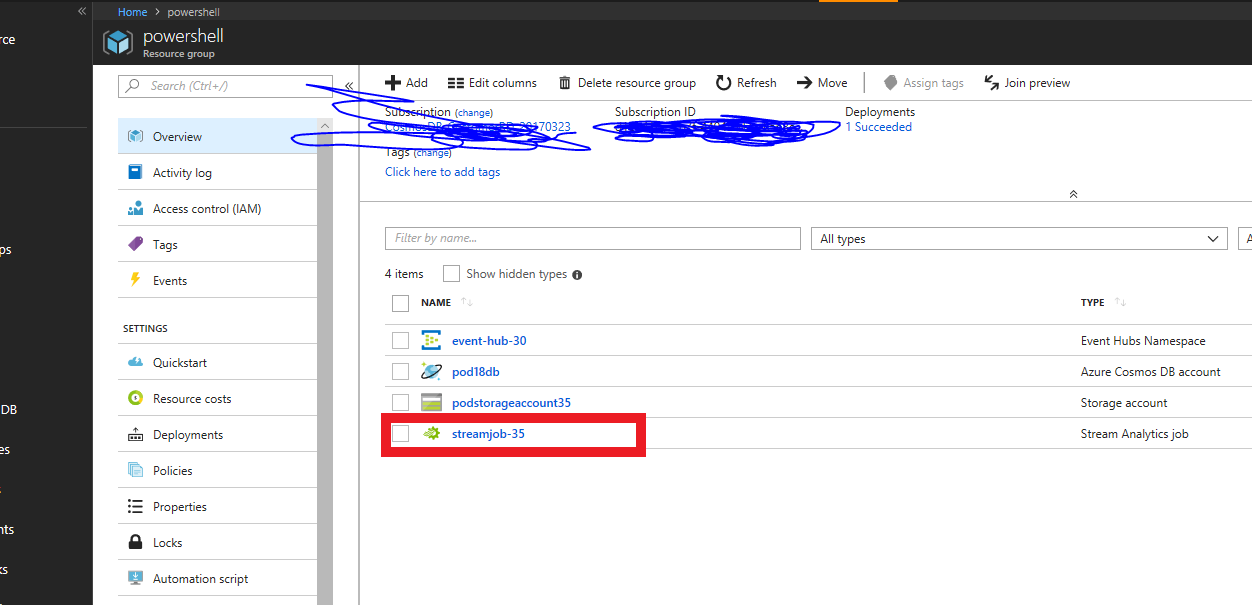 Home > powershell
rce
powershell
Resource group
Search (Ctrl+/)
Add Edit columns Delete resource group Refresh Move Assign tags Join preview
Subscription (change) Subscription ID Deployments
20170323 1 Succeeded
Overview
Tags (change)
Activity log
Click here to add tags
Access control (IAM)
Tags
ps
Filter by name... All types A
Events
4 items Show hidden types
NAME TYPE
SETTINGS
event-hub-30 Event Hubs Namespace
Quickstart
pod18db Azure Cosmos DB account
Resource costs
podstorageaccount35 Storage account
DB
Deployments
streamjob-35 Stream Analytics job
es
Policies
Properties
nts
Locks
ks
Automation script